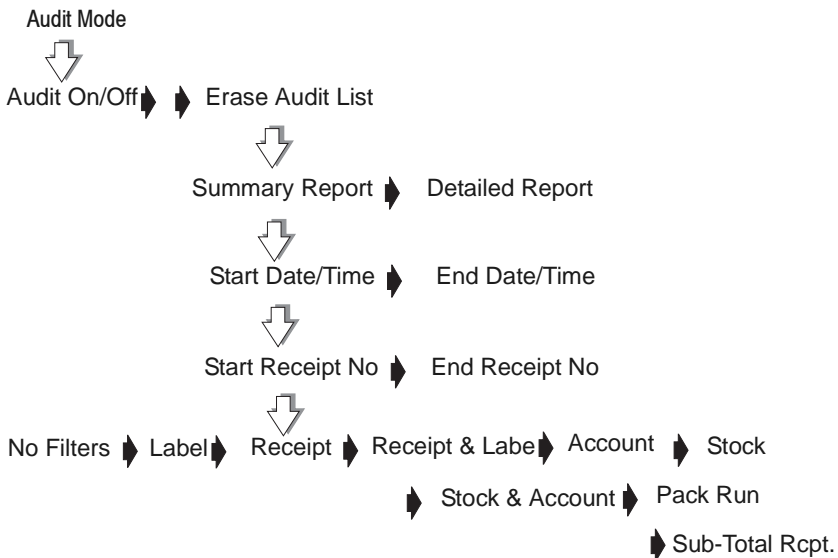 Audit Mode
Audit On/Off Erase Audit List
Summary Report Detailed Report
Start Date/Time End Date/Time
Start Receipt No End Receipt No
No Filters Label Receipt Receipt & Labe Account Stock
Stock & Account Pack Run
Sub-Total Rcpt.